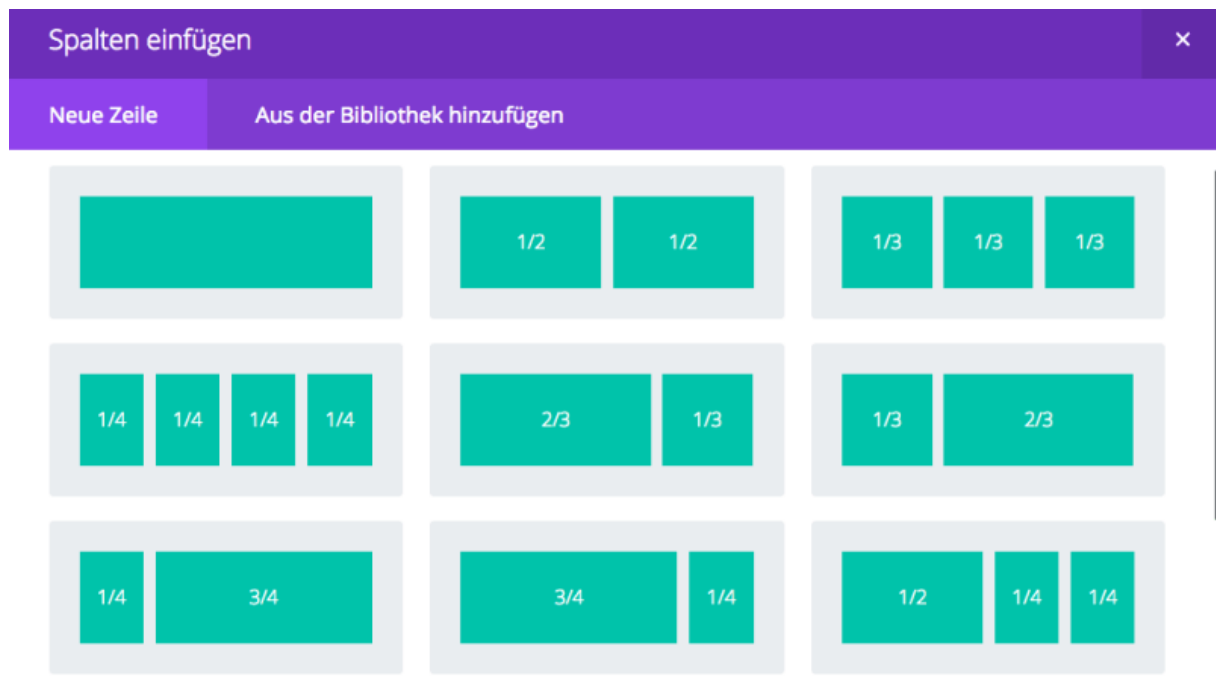 Spalten einfügen ×
Neue Zeile Aus der Bibliothek hinzufügen
1/2 1/2 1/3 1/3 1/3
1/4 1/4 1/4 1/4 2/3 1/3 1/3 2/3
1/4 3/4 3/4 1/4 1/2 1/4 1/4